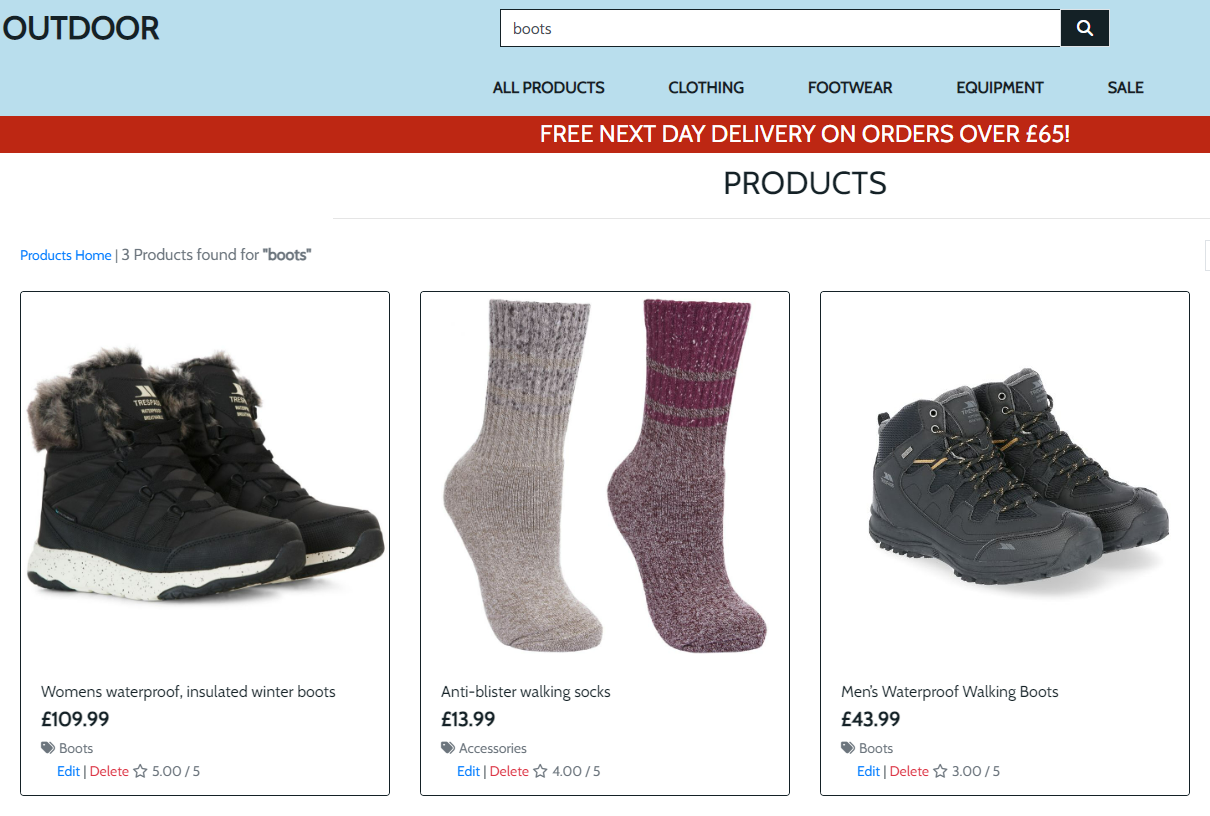 OUTDOOR
boots
ALL PRODUCTS CLOTHING FOOTWEAR EQUIPMENT SALE
FREE NEXT DAY DELIVERY ON ORDERS OVER £65!
PRODUCTS
Products Home | 3 Products found for "boots"
TRESPASS
WATERPROOF
BREATHABLE
Womens waterproof, insulated winter boots
£109.99
Boots
Edit | Delete 5.00 / 5
Anti-blister walking socks
£13.99
Accessories
Edit | Delete 4.00 / 5
Men's Waterproof Walking Boots
£43.99
Boots
Edit | Delete 3.00 / 5